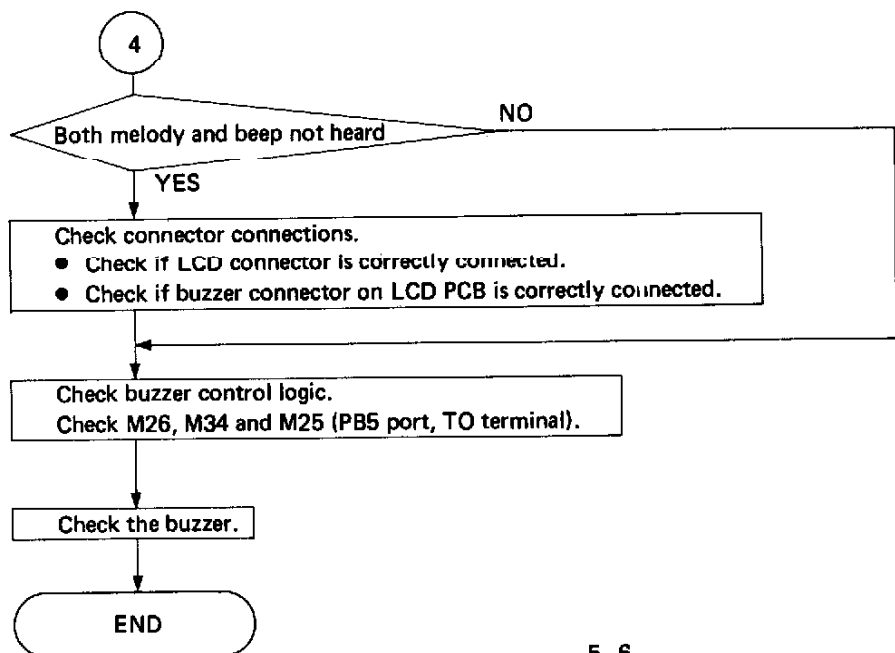 4
Both melody and beep not heard
NO
YES
Check connector connections.
● Check if LCD connector is correctly connected.
● Check if buzzer connector on LCD PCB is correctly connected.
Check buzzer control logic.
Check M26, M34 and M25 (PB5 port, TO terminal).
Check the buzzer.
END
5-6